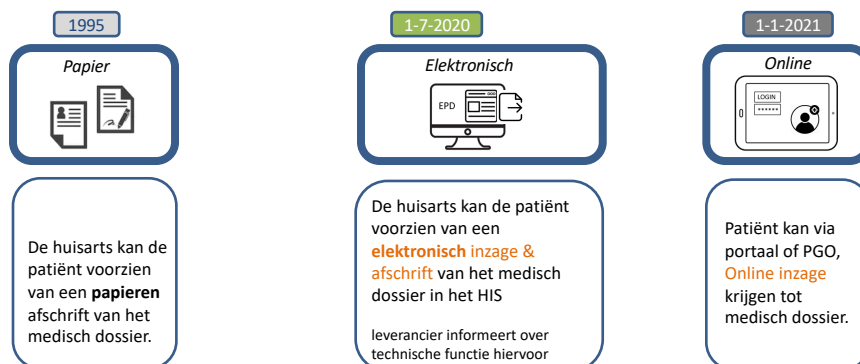 1995
Papier
De huisarts kan de
patiënt voorzien
van een papieren
afschrift van het
medisch dossier.
1-7-2020
Elektronisch
EPD
De huisarts kan de patiënt
voorzien van een
elektronisch inzage &
afschrift van het medisch
dossier in het HIS
leverancier informeert over
technische functie hiervoor
1-1-2021
Online
LOGIN
******
Patiënt kan via
portaal of PGO,
Online inzage
krijgen tot
medisch dossier.